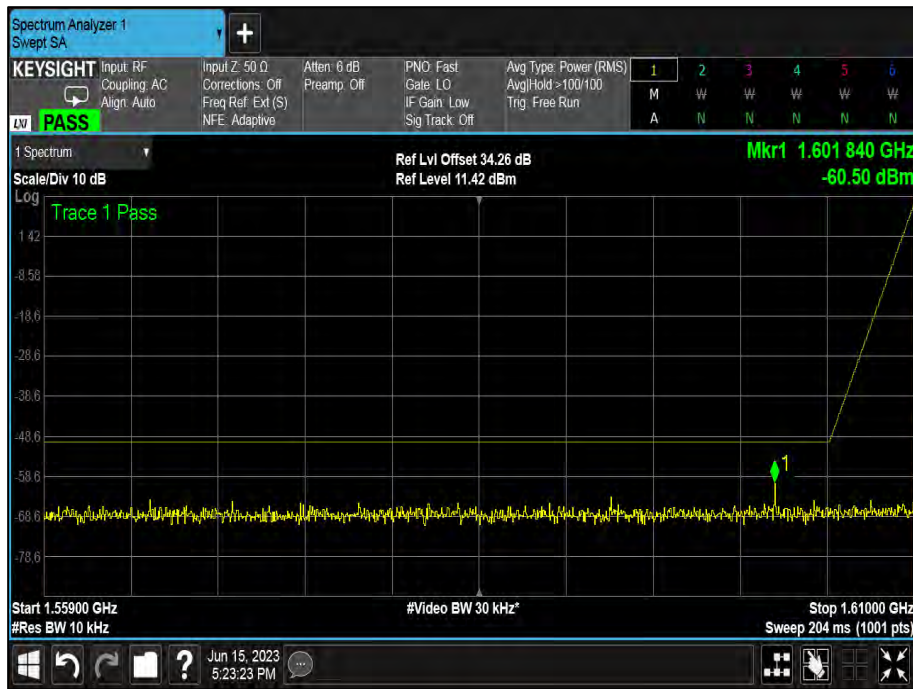 Spectrum Analyzer 1
Swept SA
+
KEYSIGHT
Input: RF
Coupling: AC
Align: Auto
Input Z: 50 Ω
Corrections: Off
Freq Ref: Ext (S)
NFE: Adaptive
Atten: 6 dB
Preamp: Off
PNO: Fast
Gate: LO
IF Gain: Low
Sig Track: Off
Avg Type: Power (RMS)
Avg|Hold >100/100
Trig: Free Run
1 2 3 4 5 6
M W W W W W
A N N N N N
LXI PASS
1 Spectrum
Scale/Div 10 dB
Ref Lvl Offset 34.26 dB
Ref Level 11.42 dBm
Mkr1 1.601 840 GHz
-60.50 dBm
Log
Trace 1 Pass
1.42
-8.58
-18.6
-28.6
-38.6
-48.6
-58.6
-68.6
-78.6
1
Start 1.55900 GHz
#Video BW 30 kHz*
Stop 1.61000 GHz
#Res BW 10 kHz
Sweep 204 ms (1001 pts)
?
Jun 15, 2023
5:23:23 PM